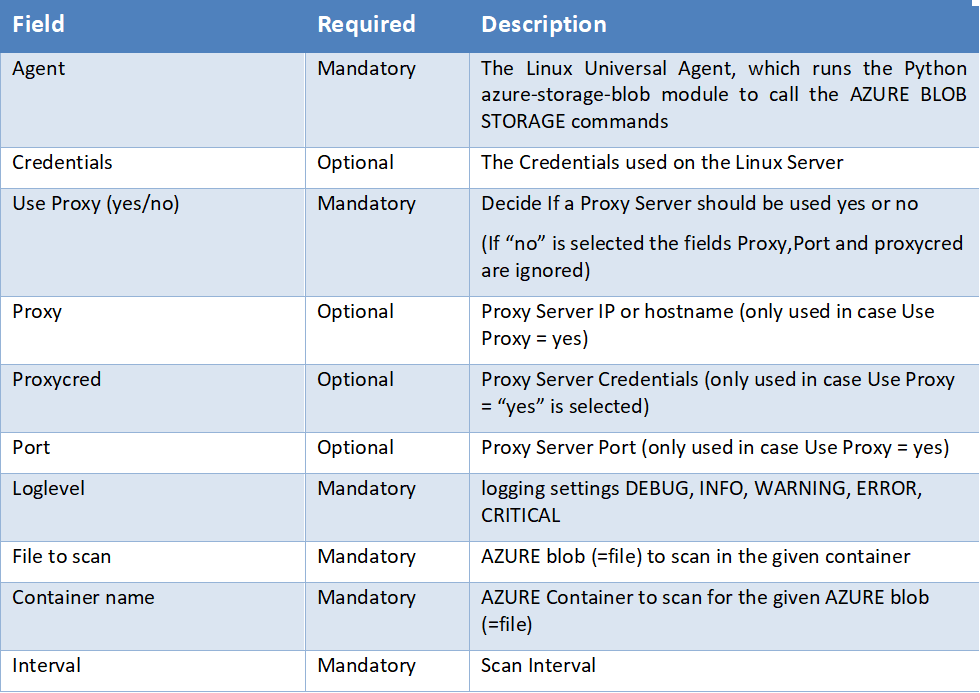 Field Required Description
Agent Mandatory The Linux Universal Agent, which runs the Python
azure-storage-blob module to call the AZURE BLOB
STORAGE commands
Credentials Optional The Credentials used on the Linux Server
Use Proxy (yes/no) Mandatory Decide If a Proxy Server should be used yes or no
(If “no” is selected the fields Proxy,Port and proxycred
are ignored)
Proxy Optional Proxy Server IP or hostname (only used in case Use
Proxy = yes)
Proxycred Optional Proxy Server Credentials (only used in case Use Proxy
= “yes” is selected)
Port Optional Proxy Server Port (only used in case Use Proxy = yes)
Loglevel Mandatory logging settings DEBUG, INFO, WARNING, ERROR,
CRITICAL
File to scan Mandatory AZURE blob (=file) to scan in the given container
Container name Mandatory AZURE Container to scan for the given AZURE blob
(=file)
Interval Mandatory Scan Interval